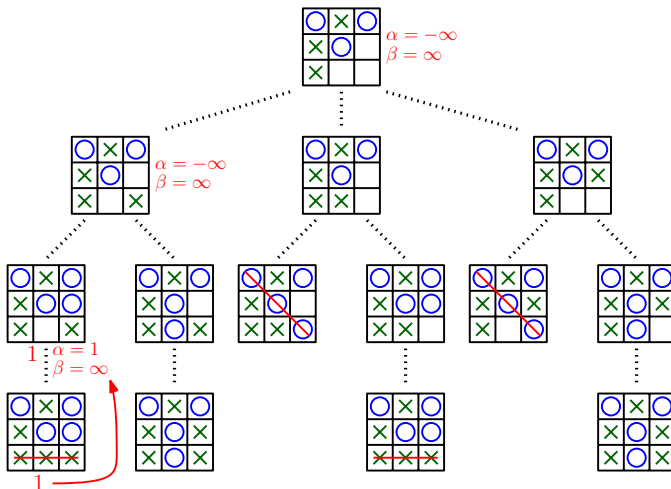 α = −∞
β = ∞
α = −∞
β = ∞
1
α = 1
β = ∞
1